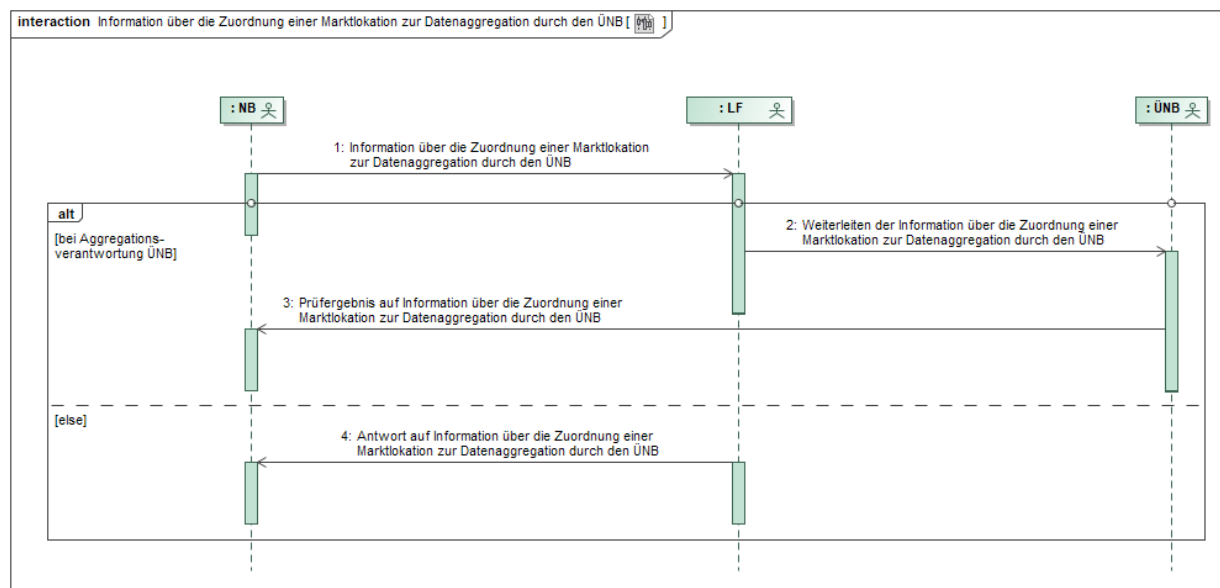 interaction Information über die Zuordnung einer Marktlokation zur Datenaggregation durch den ÜNB [ ]
: NB
: LF
: ÜNB
1: Information über die Zuordnung einer Marktlokation
zur Datenaggregation durch den ÜNB
alt
[bei Aggregations-
verantwortung ÜNB]
2: Weiterleiten der Information über die Zuordnung einer
Marktlokation zur Datenaggregation durch den ÜNB
3: Prüfergebnis auf Information über die Zuordnung einer
Marktlokation zur Datenaggregation durch den ÜNB
[else]
4: Antwort auf Information über die Zuordnung einer
Marktlokation zur Datenaggregation durch den ÜNB